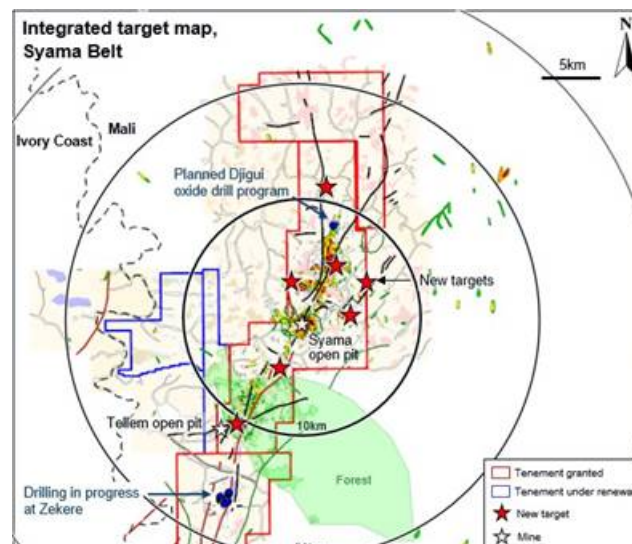 Integrated target map,
Syama Belt
N
5km
Ivory Coast
Mali
Planned Djigui
oxide drill program
New targets
Syama
open pit
Tellem open pit
10km
Forest
Drilling in progress
at Zekere
Tenement granted
Tenement under renewal
New target
Mine